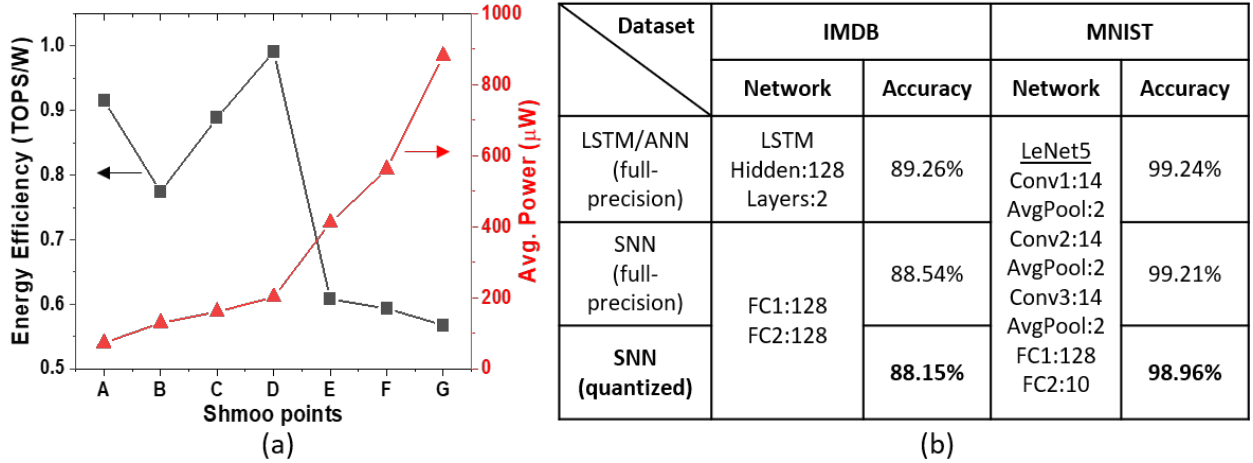 Energy Efficiency (TOPS/W)
1.0
0.9
0.8
0.7
0.6
0.5
1000
800
600
400
200
0
Avg. Power (μW)
A B C D E F G
Shmoo points
(a)
Dataset
IMDB
MNIST
Network
Accuracy
Network
Accuracy
LSTM/ANN
(full-
precision)
LSTM
Hidden:128
Layers:2
89.26%
LeNet5
Conv1:14
AvgPool:2
Conv2:14
AvgPool:2
Conv3:14
AvgPool:2
FC1:128
FC2:10
99.24%
SNN
(full-
precision)
FC1:128
FC2:128
88.54%
99.21%
SNN
(quantized)
88.15%
98.96%
(b)